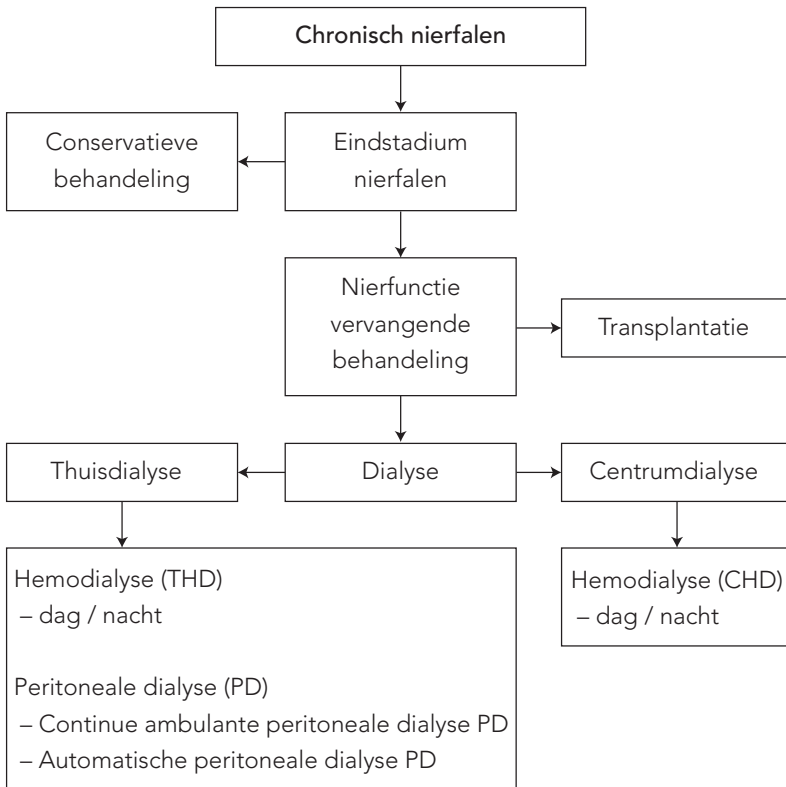 Chronisch nierfalen
Conservatieve
behandeling
Eindstadium
nierfalen
Nierfunctie
vervangende
behandeling
Transplantatie
Thuisdialyse
Dialyse
Centrumdialyse
Hemodialyse (THD)
– dag / nacht
Peritoneale dialyse (PD)
– Continue ambulante peritoneale dialyse PD
– Automatische peritoneale dialyse PD
Hemodialyse (CHD)
– dag / nacht